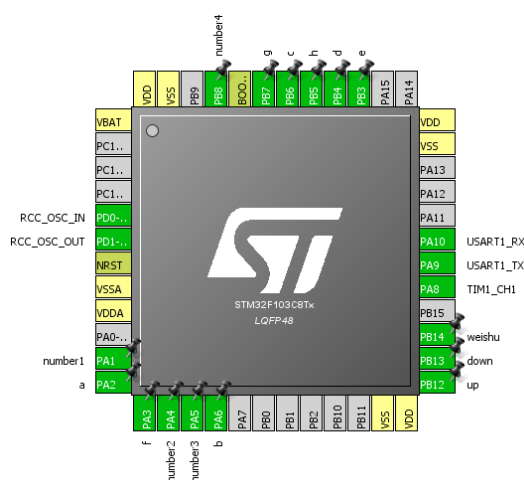 number4
g
c
h
d
e
VDD
VSS
PB9
PB8
BOO..
PB7
PB6
PB5
PB4
PB3
PA15
PA14
VBAT
PC1..
PC1..
PC1..
RCC_OSC_IN PD0-..
RCC_OSC_OUT PD1-..
NRST
VSSA
VDDA
PA0-..
number1 PA1
a PA2
VDD
VSS
PA13
PA12
PA11
PA10 USART1_RX
PA9 USART1_TX
PA8 TIM1_CH1
PB15
PB14 weishu
PB13 down
PB12 up
ST
STM32F103C8Tx
LQFP48
PA3
PA4
PA5
PA6
PA7
PB0
PB1
PB2
PB10
PB11
VSS
VDD
f
number2
number3
b